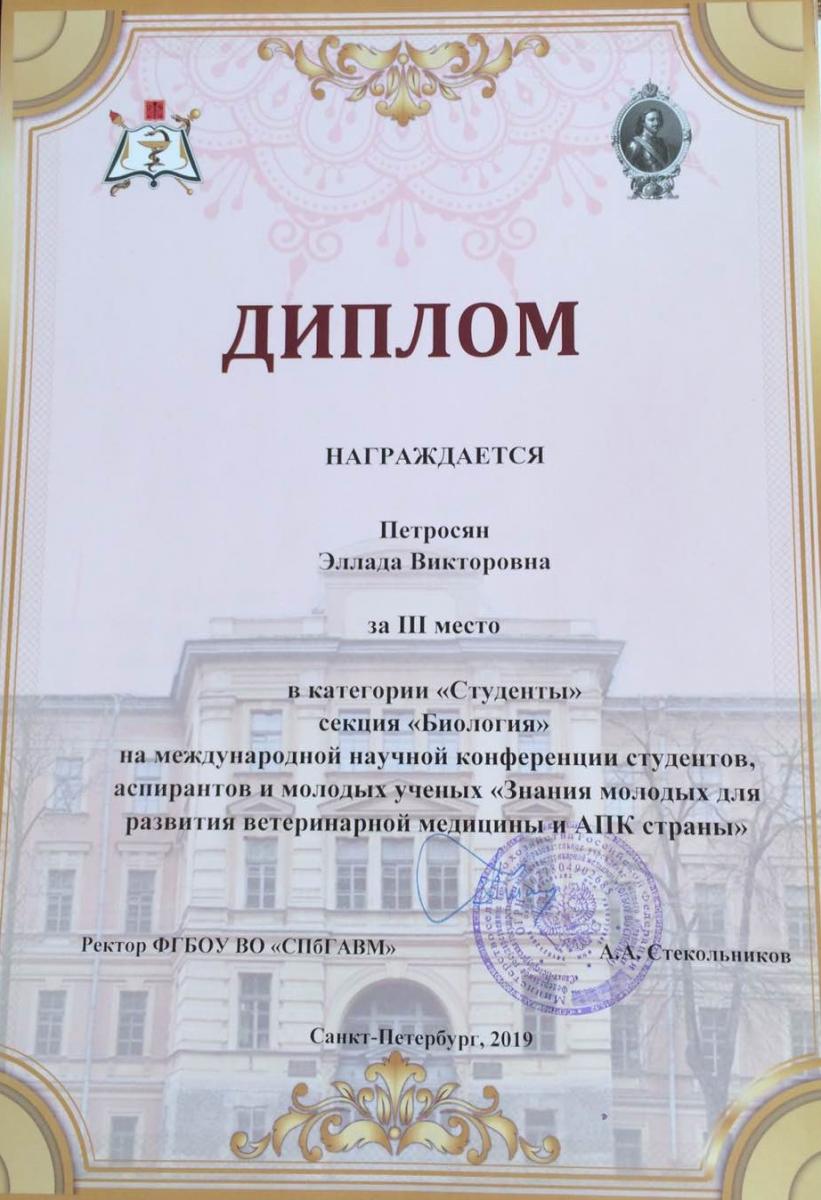 ДИПЛОМ
НАГРАЖДАЕТСЯ
Петросян
Эллада Викторовна
за III место
в категории «Студенты»
секция «Биология»
на международной научной конференции студентов,
аспирантов и молодых ученых «Знания молодых для
развития ветеринарной медицины и АПК страны»
Ректор ФГБОУ ВО «СПбГАВМ» А.А. Стекольников
Санкт-Петербург, 2019